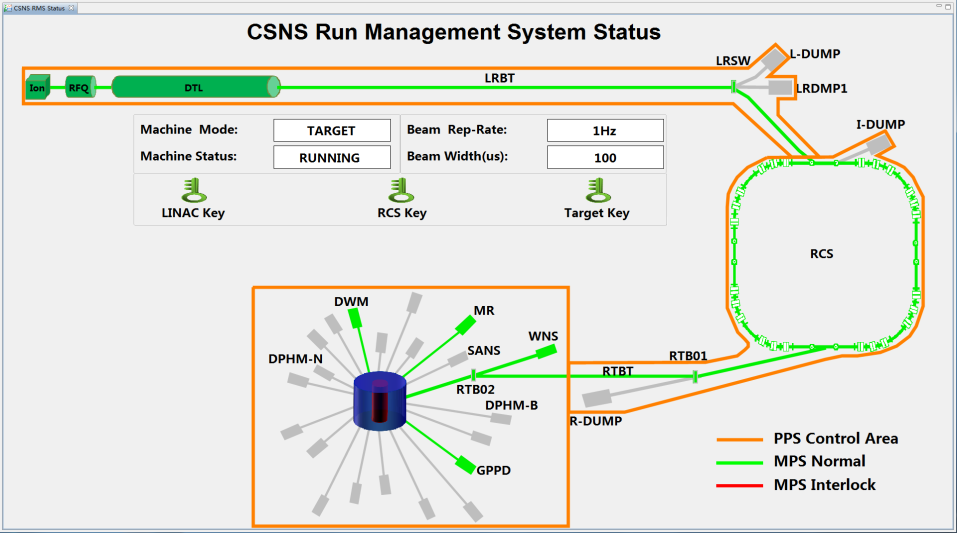 CSNS RMS Status
CSNS Run Management System Status
L-DUMP
LRSW
LRBT
Ion
RFQ
DTL
LRDMP1
I-DUMP
Machine Mode: TARGET
Beam Rep-Rate: 1Hz
Machine Status: RUNNING
Beam Width(us): 100
LINAC Key
RCS Key
Target Key
RCS
DWM
MR
WNS
SANS
DPHM-N
RTB01
RTBT
RTB02
DPHM-B
R-DUMP
GPPD
PPS Control Area
MPS Normal
MPS Interlock